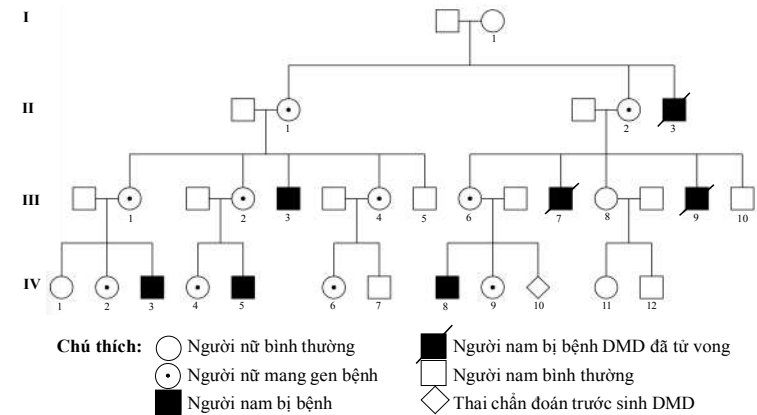 I
1
II
1 2 3
III
1 2 3 4 5 6 7 8 9 10
IV
1 2 3 4 5 6 7 8 9 10 11 12
Chú thích: Người nữ bình thường Người nam bị bệnh DMD đã tử vong
Người nữ mang gen bệnh Người nam bình thường
Người nam bị bệnh Thai chẩn đoán trước sinh DMD